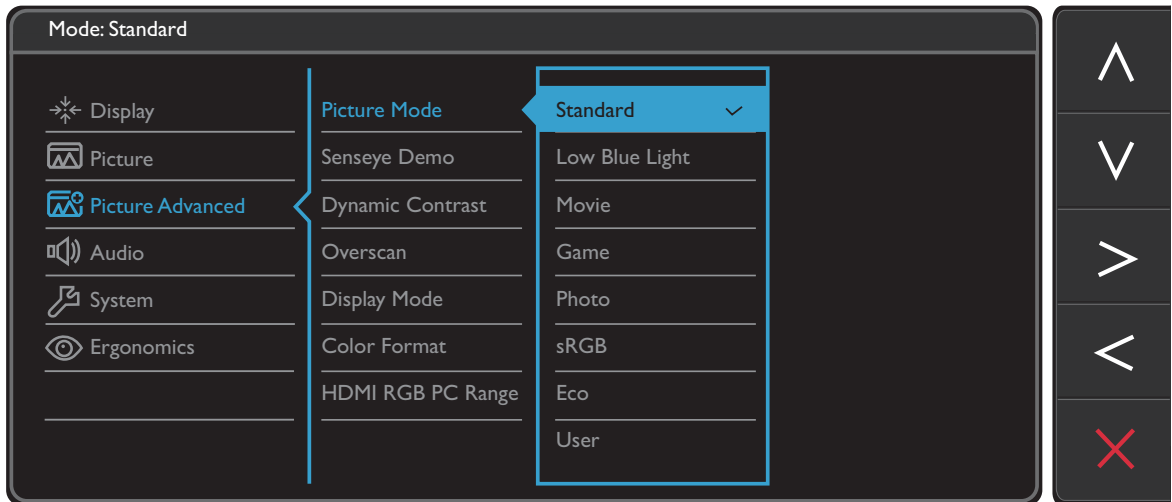 Mode: Standard
Display
Picture
Picture Advanced
Audio
System
Ergonomics
Picture Mode
Senseye Demo
Dynamic Contrast
Overscan
Display Mode
Color Format
HDMI RGB PC Range
Standard
Low Blue Light
Movie
Game
Photo
sRGB
Eco
User